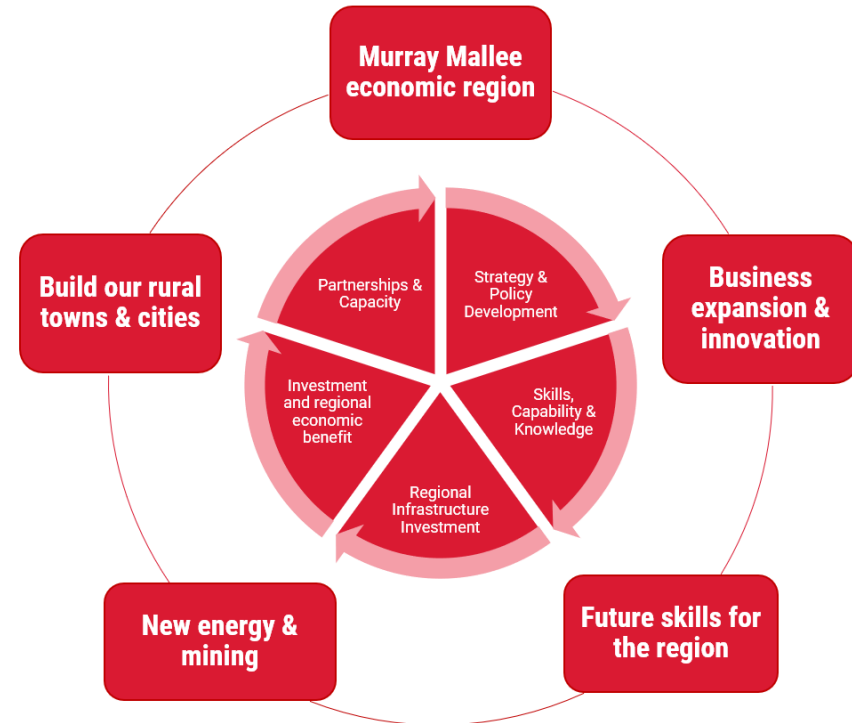 Murray Mallee
economic region
Build our rural
towns & cities
Business
expansion &
innovation
Partnerships &
Capacity
Strategy &
Policy
Development
Investment
and regional
economic
benefit
Skills,
Capability &
Knowledge
Regional
Infrastructure
Investment
New energy &
mining
Future skills for
the region